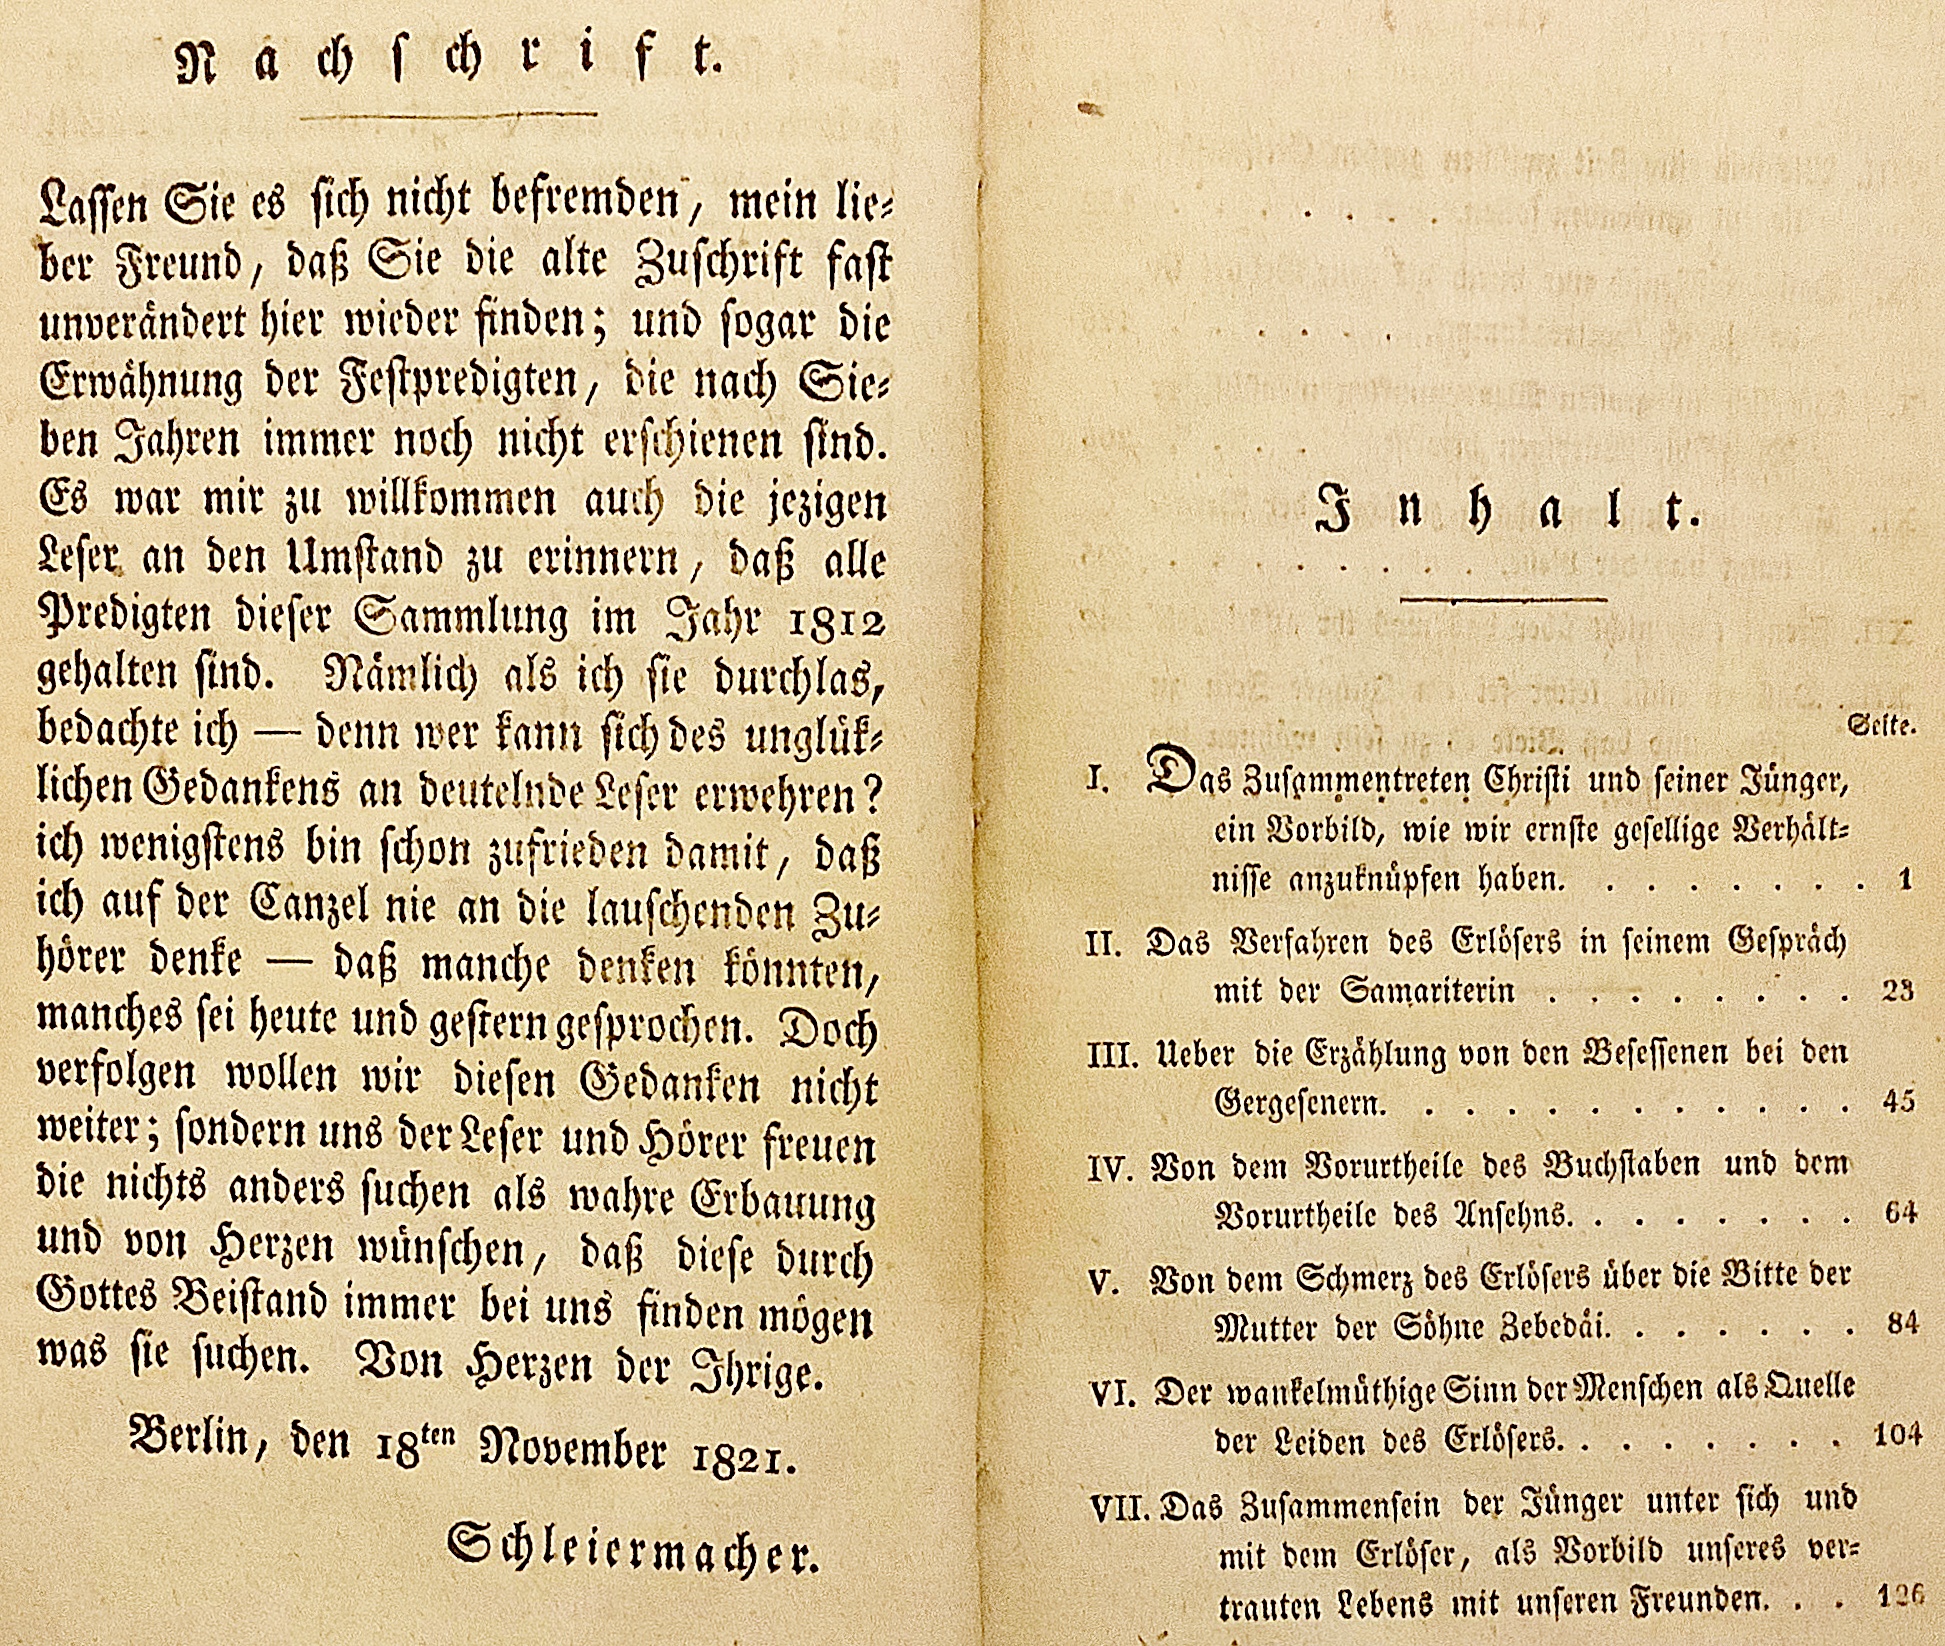 Nachschrift.
Lassen Sie es sich nicht befremden, mein lie-
ber Freund, daß Sie die alte Zuschrift fast
unverändert hier wieder finden; und sogar die
Erwähnung der Festpredigten, die nach Sie-
ben Jahren immer noch nicht erschienen sind.
Es war mir zu willkommen auch die jezigen
Leser an den Umstand zu erinnern, daß alle
Predigten dieser Sammlung im Jahr 1812
gehalten sind. Nämlich als ich sie durchlas,
bedachte ich — denn wer kann sich des unglük-
lichen Gedankens an deutelnde Leser erwehren?
ich wenigstens bin schon zufrieden damit, daß
ich auf der Canzel nie an die lauschenden Zu-
hörer denke — daß manche denken könnten,
manches sei heute und gestern gesprochen. Doch
verfolgen wollen wir diesen Gedanken nicht
weiter; sondern uns der Leser und Hörer freuen
die nichts anders suchen als wahre Erbauung
und von Herzen wünschen, daß diese durch
Gottes Beistand immer bei uns finden mögen
was sie suchen. Von Herzen der Ihrige.
Berlin, den 18ten November 1821.
Schleiermacher.
Inhalt.
Seite.
I. Das Zusammentreten Christi und seiner Jünger,
ein Vorbild, wie wir ernste gesellige Verhält-
nisse anzuknüpfen haben. . . . . . . . 1
II. Das Verfahren des Erlösers in seinem Gespräch
mit der Samariterin . . . . . . . . 23
III. Ueber die Erzählung von den Besessenen bei den
Gergesenern. . . . . . . . . . . . 45
IV. Von dem Vorurtheile des Buchstaben und dem
Vorurtheile des Ansehns. . . . . . . . 64
V. Von dem Schmerz des Erlösers über die Bitte der
Mutter der Söhne Zebedäi. . . . . . . 84
VI. Der wankelmüthige Sinn der Menschen als Quelle
der Leiden des Erlösers. . . . . . . . 104
VII. Das Zusammensein der Jünger unter sich und
mit dem Erlöser, als Vorbild unseres ver-
trauten Lebens mit unseren Freunden. . . 126